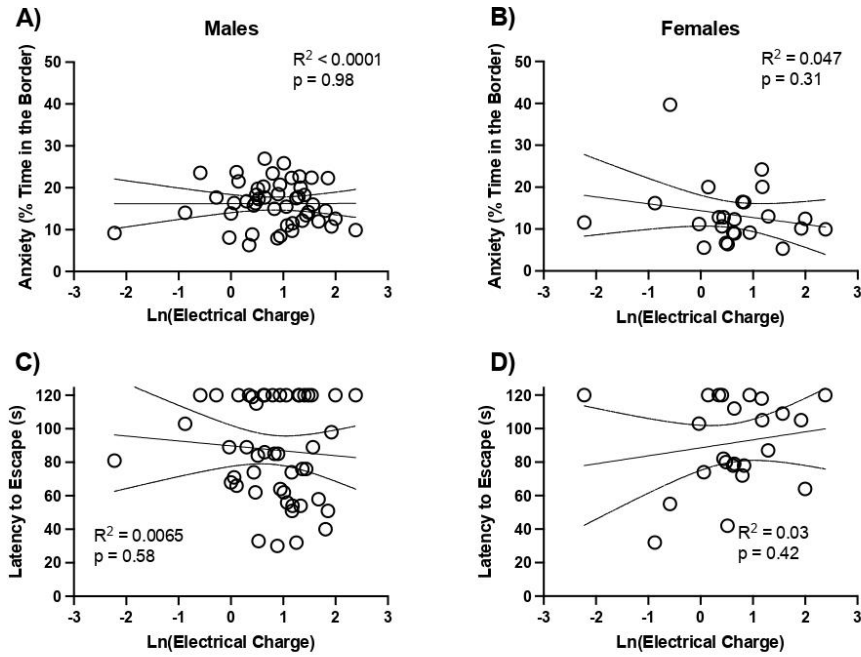 A)
Males
R² < 0.0001
p = 0.98
Anxiety (% Time in the Border)
50
40
30
20
10
0
-3 -2 -1 0 1 2 3
Ln(Electrical Charge)
B)
Females
R² = 0.047
p = 0.31
Anxiety (% Time in the Border)
50
40
30
20
10
0
-3 -2 -1 0 1 2 3
Ln(Electrical Charge)
C)
Latency to Escape (s)
120
100
80
60
40
20
0
R² = 0.0065
p = 0.58
-3 -2 -1 0 1 2 3
Ln(Electrical Charge)
D)
Latency to Escape (s)
120
100
80
60
40
20
0
R² = 0.03
p = 0.42
-3 -2 -1 0 1 2 3
Ln(Electrical Charge)